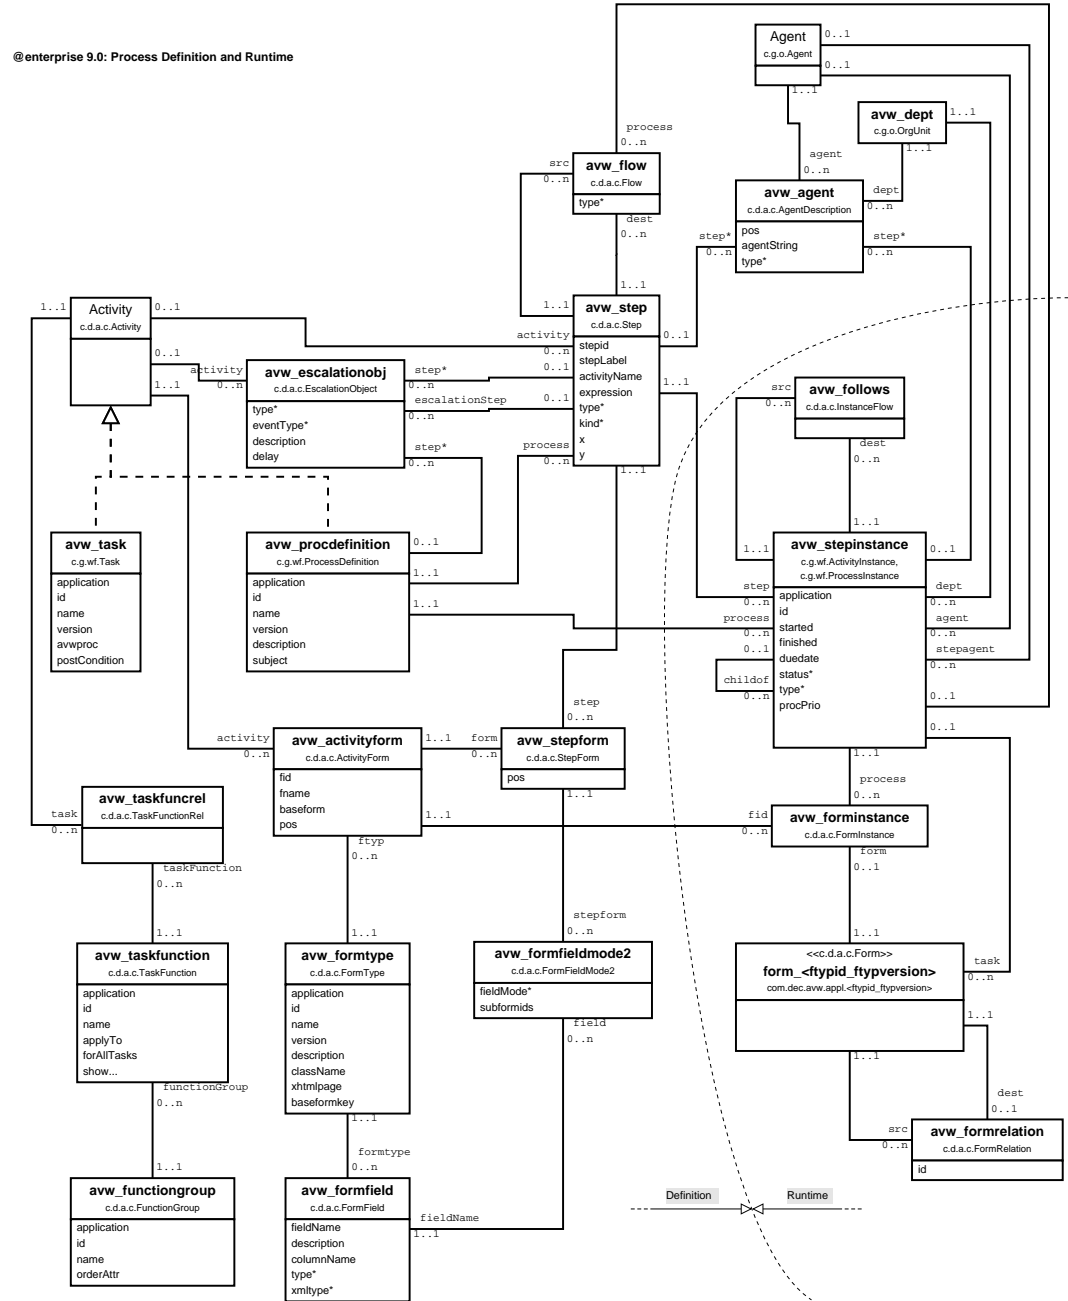 @enterprise 9.0: Process Definition and Runtime
Agent
c.g.o.Agent
0..1
0..1
1..1
avw_dept
c.g.o.OrgUnit
1..1
1..1
process
0..n
avw_flow
c.d.a.c.Flow
type*
src
0..n
dest
0..n
agent
0..n
avw_agent
c.d.a.c.AgentDescription
pos
agentString
type*
dept
0..n
step*
0..n
step*
0..n
1..1
1..1
avw_step
c.d.a.c.Step
stepid
stepLabel
activityName
expression
type*
kind*
x
y
activity
0..n
0..1
0..1
0..1
1..1
process
0..n
1..1
1..1
Activity
c.d.a.c.Activity
0..1
0..1
1..1
activity
0..n
avw_escalationobj
c.d.a.c.EscalationObject
type*
eventType*
description
delay
step*
0..n
escalationStep
0..n
step*
0..n
src
0..n
avw_follows
c.d.a.c.InstanceFlow
dest
0..n
avw_task
c.g.wf.Task
application
id
name
version
avwproc
postCondition
avw_procdefinition
c.g.wf.ProcessDefinition
application
id
name
version
description
subject
0..1
1..1
1..1
1..1
1..1
avw_stepinstance
c.g.wf.ActivityInstance,
c.g.wf.ProcessInstance
application
id
started
finished
duedate
status*
type*
procPrio
step
0..n
process
0..n
0..1
childof
0..n
0..1
dept
0..n
agent
0..n
stepagent
0..n
0..1
0..1
1..1
activity
0..n
avw_activityform
c.d.a.c.ActivityForm
fid
fname
baseform
pos
1..1
1..1
form
0..n
step
0..n
avw_stepform
c.d.a.c.StepForm
pos
1..1
process
0..n
fid
0..n
avw_forminstance
c.d.a.c.FormInstance
form
0..1
task
0..n
avw_taskfuncrel
c.d.a.c.TaskFunctionRel
taskFunction
0..n
ftyp
0..n
1..1
avw_taskfunction
c.d.a.c.TaskFunction
application
id
name
applyTo
forAllTasks
show...
functionGroup
0..n
1..1
avw_formtype
c.d.a.c.FormType
application
id
name
version
description
className
xhtmlpage
baseformkey
1..1
stepform
0..n
avw_formfieldmode2
c.d.a.c.FormFieldMode2
fieldMode*
subformids
field
0..n
1..1
<<c.d.a.c.Form>>
form_<ftypid_ftypversion>
com.dec.avw.appl.<ftypid_ftypversion>
task
0..n
1..1
1..1
dest
0..1
src
0..n
avw_formrelation
c.d.a.c.FormRelation
id
1..1
avw_functiongroup
c.d.a.c.FunctionGroup
application
id
name
orderAttr
formtype
0..n
avw_formfield
c.d.a.c.FormField
fieldName
description
columnName
type*
xmltype*
fieldName
1..1
Definition
Runtime